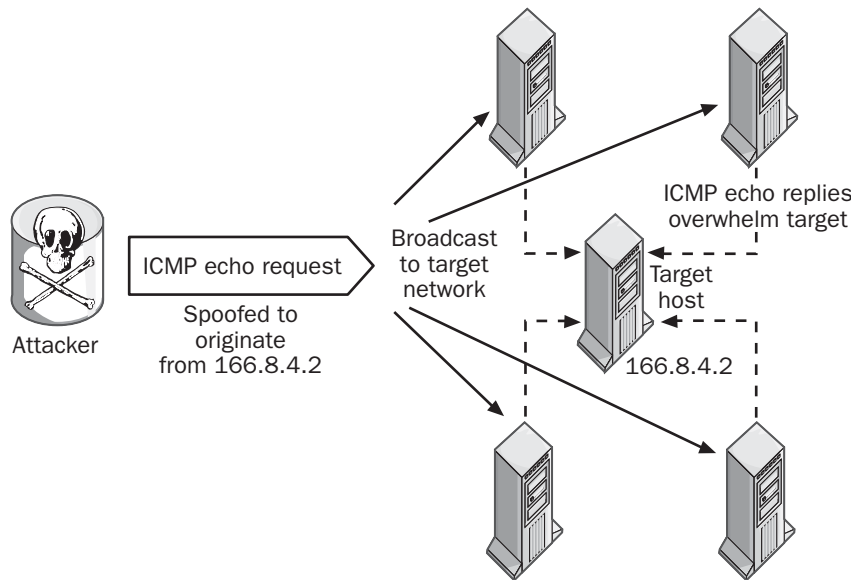 ICMP echo replies
overwhelm target
ICMP echo request
Broadcast
to target
network
Target
host
Attacker
Spoofed to
originate
from 166.8.4.2
166.8.4.2